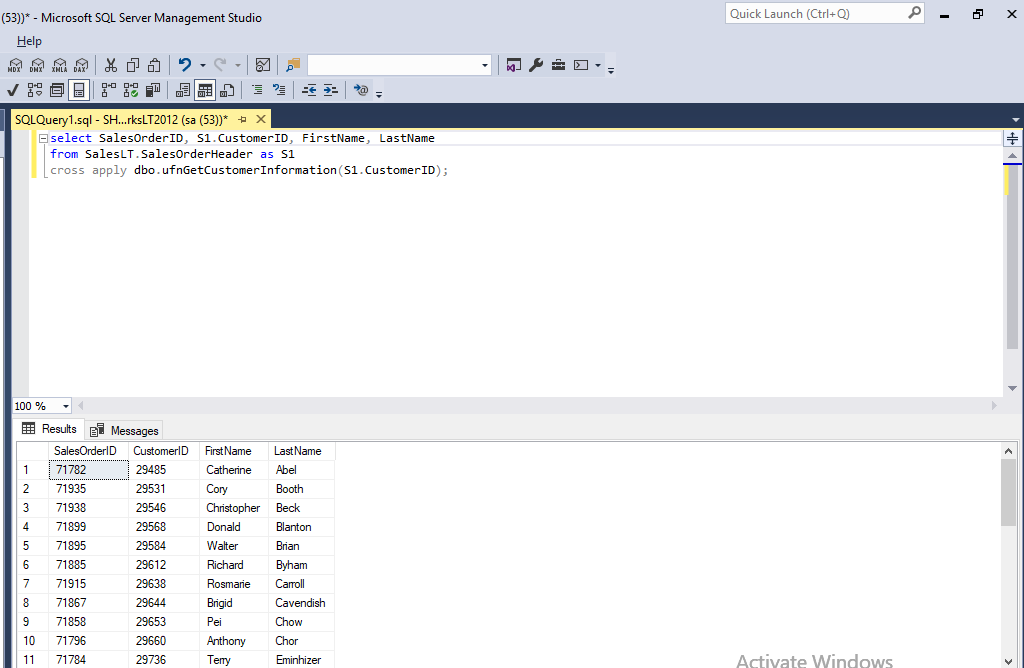 (53))* - Microsoft SQL Server Management Studio
Quick Launch (Ctrl+Q)
Help
MDX DMX XMLA DAX
SQLQuery1.sql - SH...rksLT2012 (sa (53))*
select SalesOrderID, S1.CustomerID, FirstName, LastName
from SalesLT.SalesOrderHeader as S1
cross apply dbo.ufnGetCustomerInformation(S1.CustomerID);
100 %
Results Messages
SalesOrderID CustomerID FirstName LastName
1 71782 29485 Catherine Abel
2 71935 29531 Cory Booth
3 71938 29546 Christopher Beck
4 71899 29568 Donald Blanton
5 71895 29584 Walter Brian
6 71885 29612 Richard Byham
7 71915 29638 Rosmarie Carroll
8 71867 29644 Brigid Cavendish
9 71858 29653 Pei Chow
10 71796 29660 Anthony Chor
11 71784 29736 Terry Eminhizer
Activate Windows